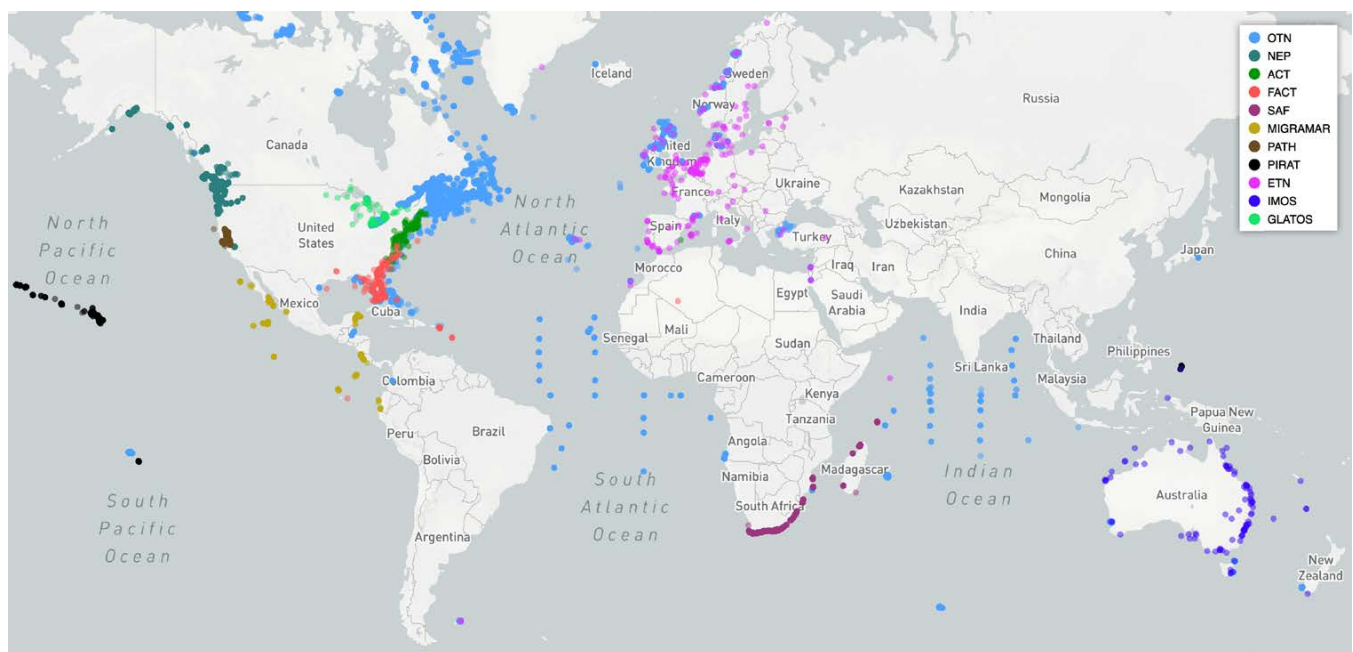 OTN
NEP
ACT
FACT
SAF
MIGRAMAR
PATH
PIRAT
ETN
IMOS
GLATOS
Iceland
Sweden
Norway
Russia
Canada
United
Kingdom
Ukraine
Kazakhstan
Mongolia
France
North
Atlantic
Ocean
North
Pacific
Ocean
United
States
Spain
Italy
Turkey
Uzbekistan
China
Japan
Morocco
Iraq
Iran
Mexico
Cuba
Egypt
Saudi
Arabia
India
Mali
Senegal
Sudan
Thailand
Philippines
Sri Lanka
Colombia
Cameroon
Kenya
Malaysia
Tanzania
Papua New
Guinea
Peru
Brazil
Angola
Bolivia
Namibia
Madagascar
Indian
Ocean
South
Atlantic
Ocean
South
Pacific
Ocean
South Africa
Australia
Argentina
New
Zealand